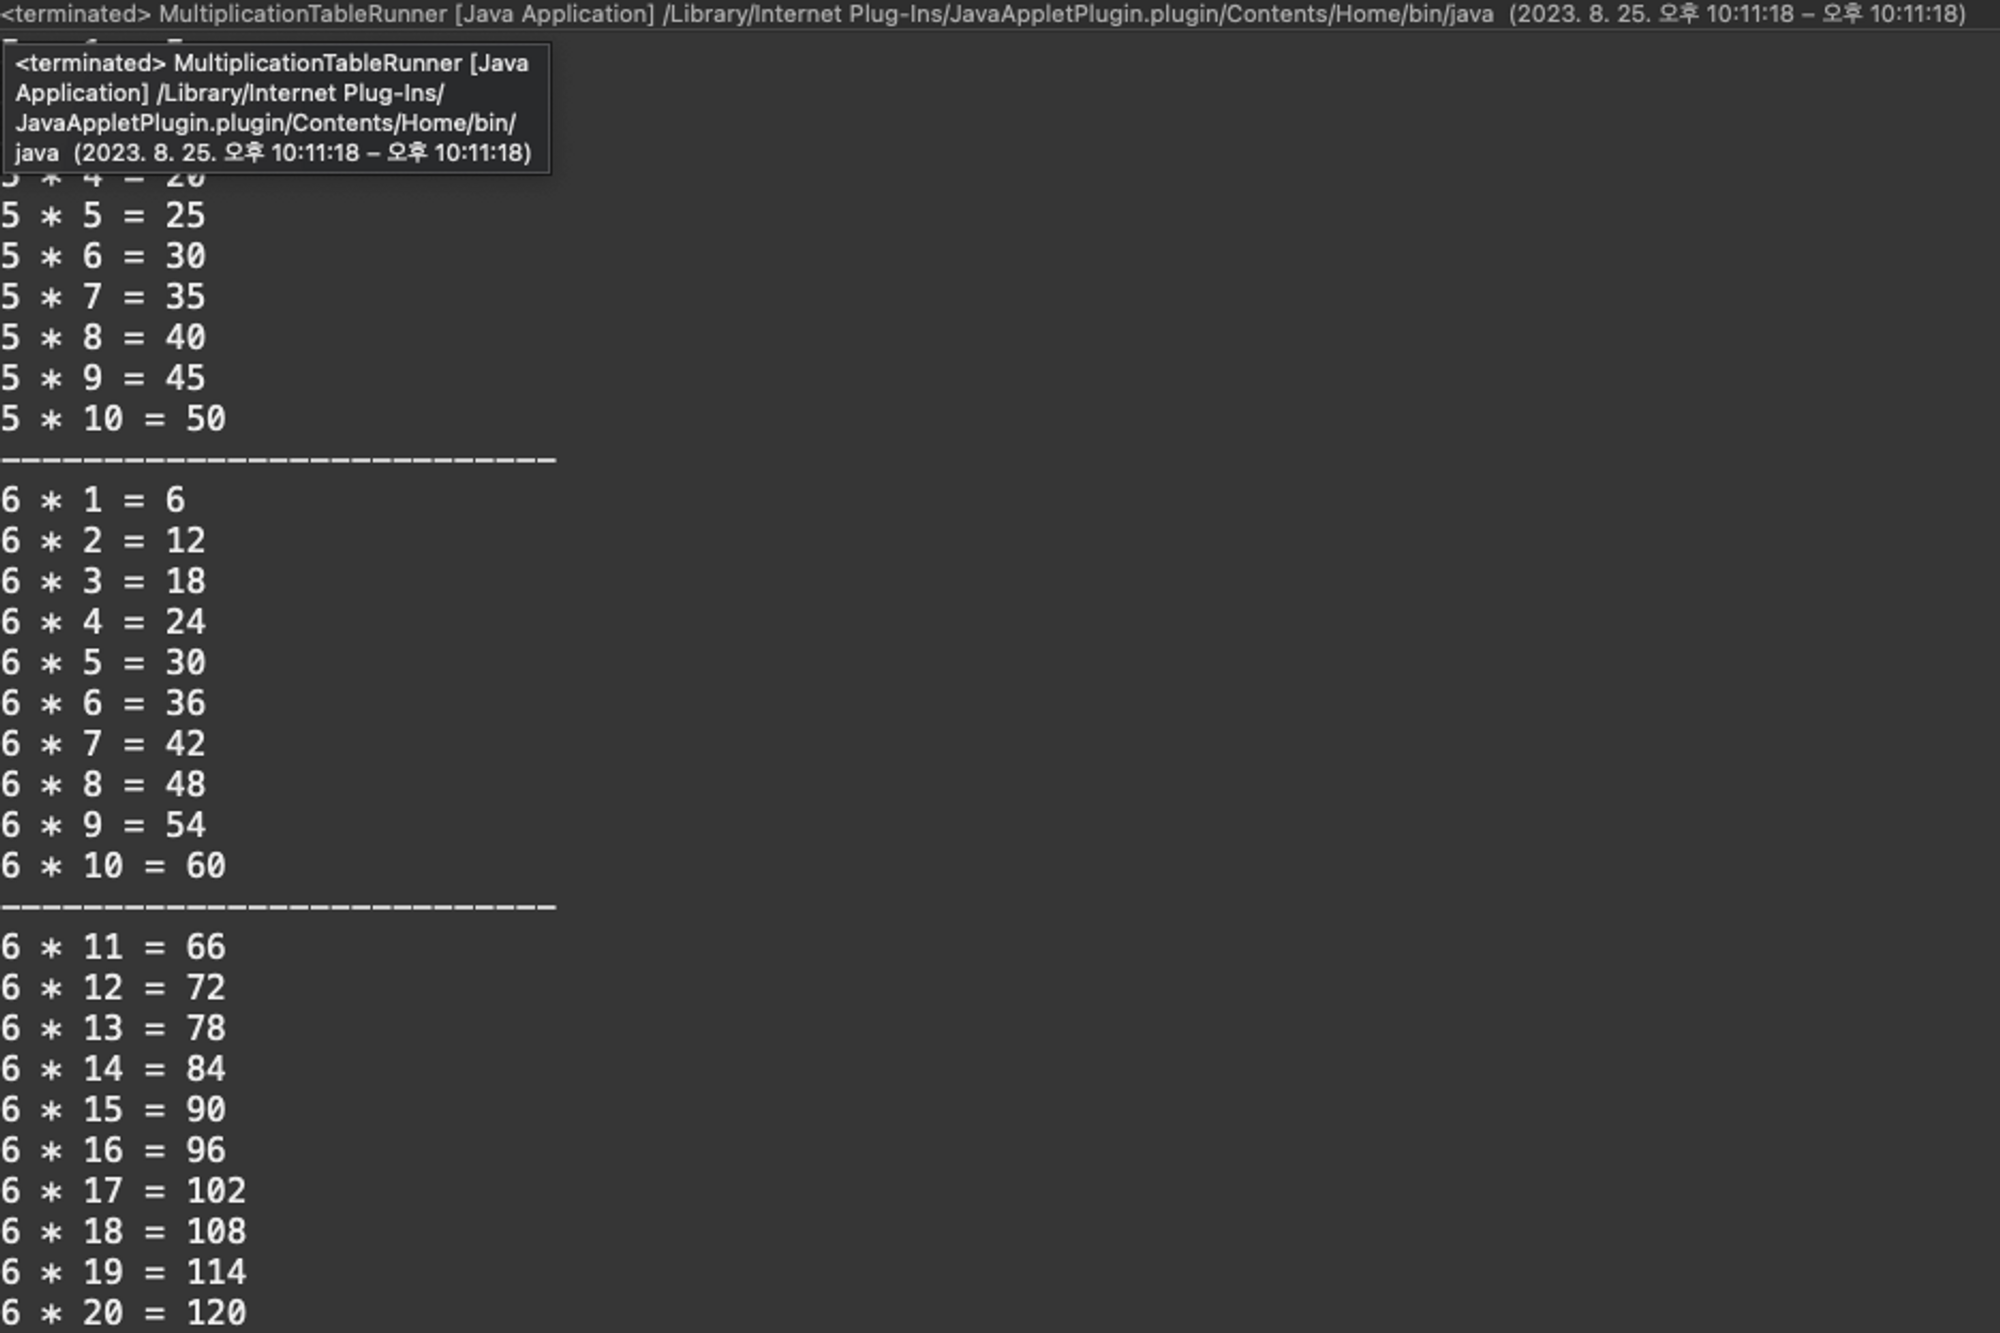 <terminated> MultiplicationTableRunner [Java Application] /Library/Internet Plug-Ins/JavaAppletPlugin.plugin/Contents/Home/bin/java  (2023. 8. 25. 오후 10:11:18 – 오후 10:11:18)
<terminated> MultiplicationTableRunner [Java
Application] /Library/Internet Plug-Ins/
JavaAppletPlugin.plugin/Contents/Home/bin/
java  (2023. 8. 25. 오후 10:11:18 – 오후 10:11:18)
5 * 4 = 20
5 * 5 = 25
5 * 6 = 30
5 * 7 = 35
5 * 8 = 40
5 * 9 = 45
5 * 10 = 50
---------------------------
6 * 1 = 6
6 * 2 = 12
6 * 3 = 18
6 * 4 = 24
6 * 5 = 30
6 * 6 = 36
6 * 7 = 42
6 * 8 = 48
6 * 9 = 54
6 * 10 = 60
---------------------------
6 * 11 = 66
6 * 12 = 72
6 * 13 = 78
6 * 14 = 84
6 * 15 = 90
6 * 16 = 96
6 * 17 = 102
6 * 18 = 108
6 * 19 = 114
6 * 20 = 120